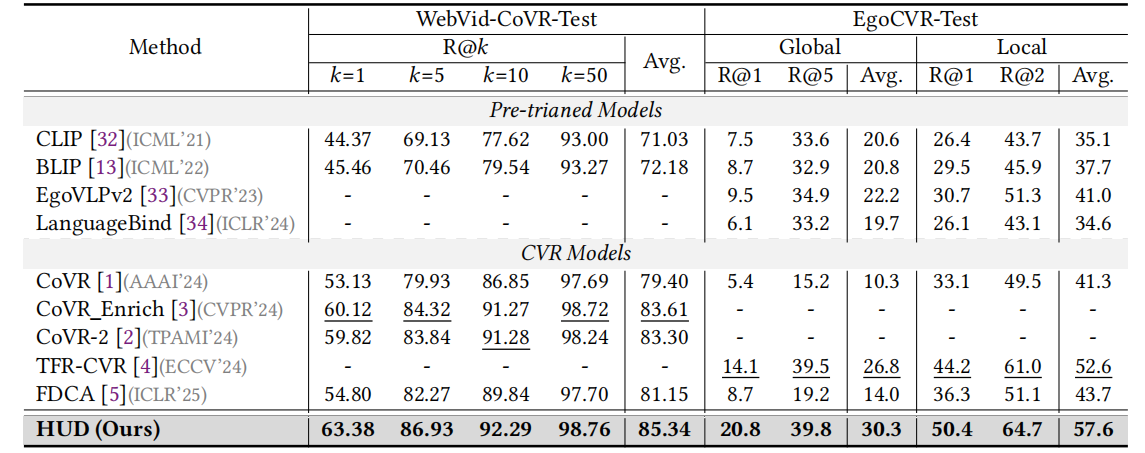 WebVid-CoVR-Test EgoCVR-Test
Method R@k Avg. Global Local
k=1 k=5 k=10 k=50 R@1 R@5 Avg. R@1 R@2 Avg.
Pre-trianed Models
CLIP [32](ICML'21) 44.37 69.13 77.62 93.00 71.03 7.5 33.6 20.6 26.4 43.7 35.1
BLIP [13](ICML'22) 45.46 70.46 79.54 93.27 72.18 8.7 32.9 20.8 29.5 45.9 37.7
EgoVLPv2 [33](CVPR'23) - - - - - 9.5 34.9 22.2 30.7 51.3 41.0
LanguageBind [34](ICLR'24) - - - - - 6.1 33.2 19.7 26.1 43.1 34.6
CVR Models
CoVR [1](AAAI'24) 53.13 79.93 86.85 97.69 79.40 5.4 15.2 10.3 33.1 49.5 41.3
CoVR_Enrich [3](CVPR'24) 60.12 84.32 91.27 98.72 83.61 - - - - - -
CoVR-2 [2](TPAMI'24) 59.82 83.84 91.28 98.24 83.30 - - - - - -
TFR-CVR [4](ECCV'24) - - - - - 14.1 39.5 26.8 44.2 61.0 52.6
FDCA [5](ICLR'25) 54.80 82.27 89.84 97.70 81.15 8.7 19.2 14.0 36.3 51.1 43.7
HUD (Ours) 63.38 86.93 92.29 98.76 85.34 20.8 39.8 30.3 50.4 64.7 57.6